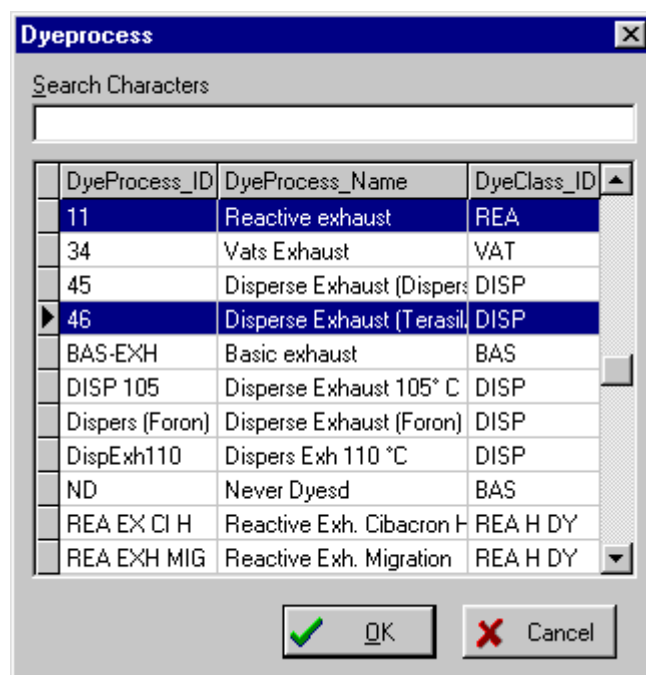 Dyeprocess
Search Characters
DyeProcess_ID DyeProcess_Name DyeClass_ID
11 Reactive exhaust REA
34 Vats Exhaust VAT
45 Disperse Exhaust (Dispers DISP
46 Disperse Exhaust (Terasil DISP
BAS-EXH Basic exhaust BAS
DISP 105 Disperse Exhaust 105° C DISP
Dispers (Foron) Disperse Exhaust (Foron) DISP
DispExh110 Dispers Exh 110 °C DISP
ND Never Dyesd BAS
REA EX CI H Reactive Exh. Cibacron H REA H DY
REA EXH MIG Reactive Exh. Migration REA H DY
OK Cancel